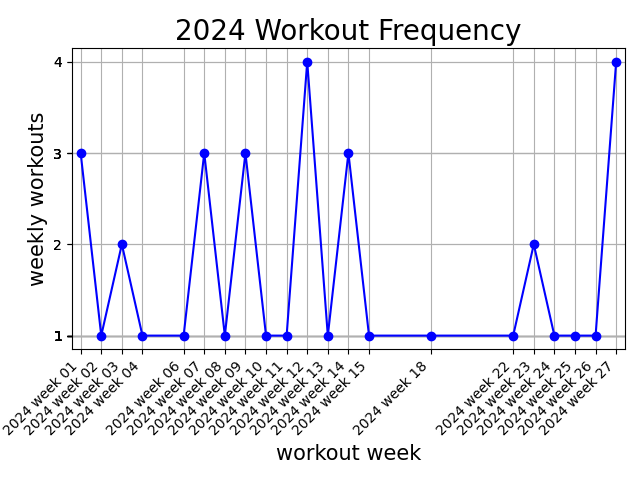 2024 Workout Frequency
weekly workouts
4
3
2
1
2024 week 01
2024 week 02
2024 week 03
2024 week 04
2024 week 06
2024 week 07
2024 week 08
2024 week 09
2024 week 10
2024 week 11
2024 week 12
2024 week 13
2024 week 14
2024 week 15
2024 week 18
2024 week 22
2024 week 23
2024 week 24
2024 week 25
2024 week 26
2024 week 27
workout week